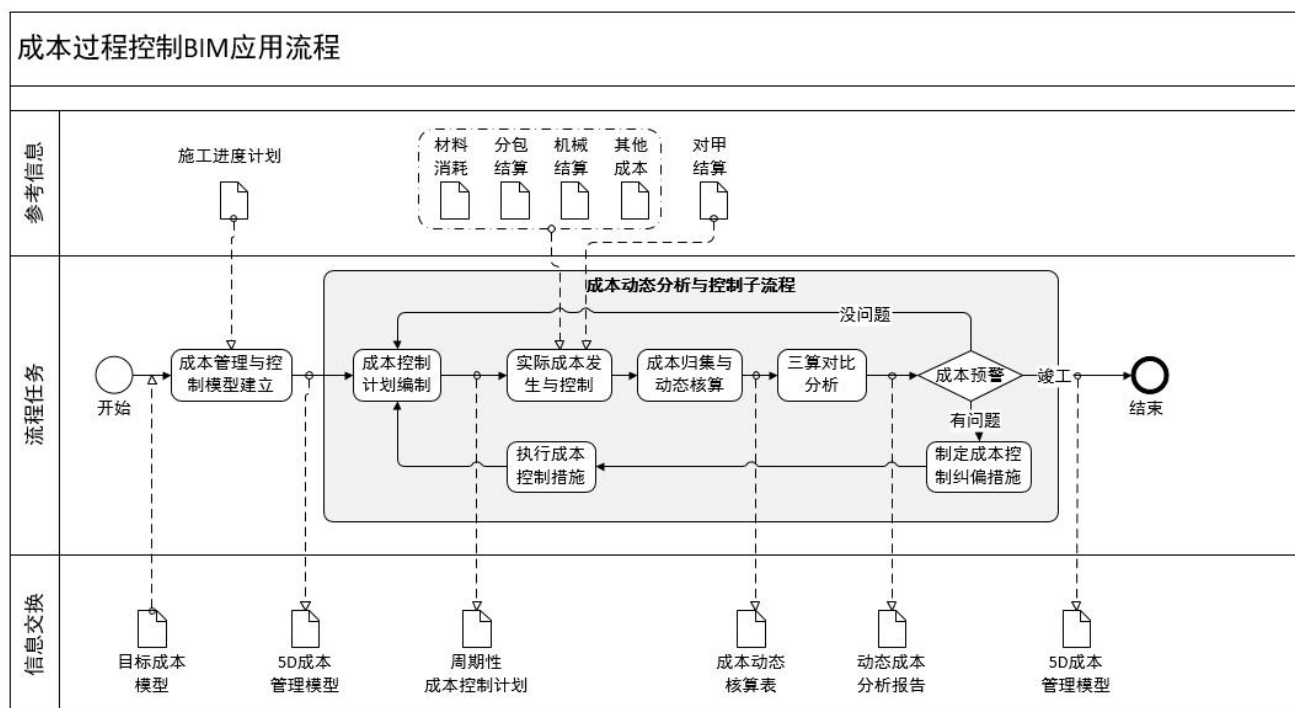 成本过程控制BIM应用流程
参考信息
施工进度计划
材料
消耗
分包
结算
机械
结算
其他
成本
对甲
结算
流程任务
成本动态分析与控制子流程
没问题
开始
成本管理与控
制模型建立
成本控制
计划编制
实际成本发
生与控制
成本归集与
动态核算
三算对比
分析
成本预警
竣工
结束
有问题
执行成本
控制措施
制定成本控
制纠偏措施
信息交换
目标成本
模型
5D成本
管理模型
周期性
成本控制计划
成本动态
核算表
动态成本
分析报告
5D成本
管理模型